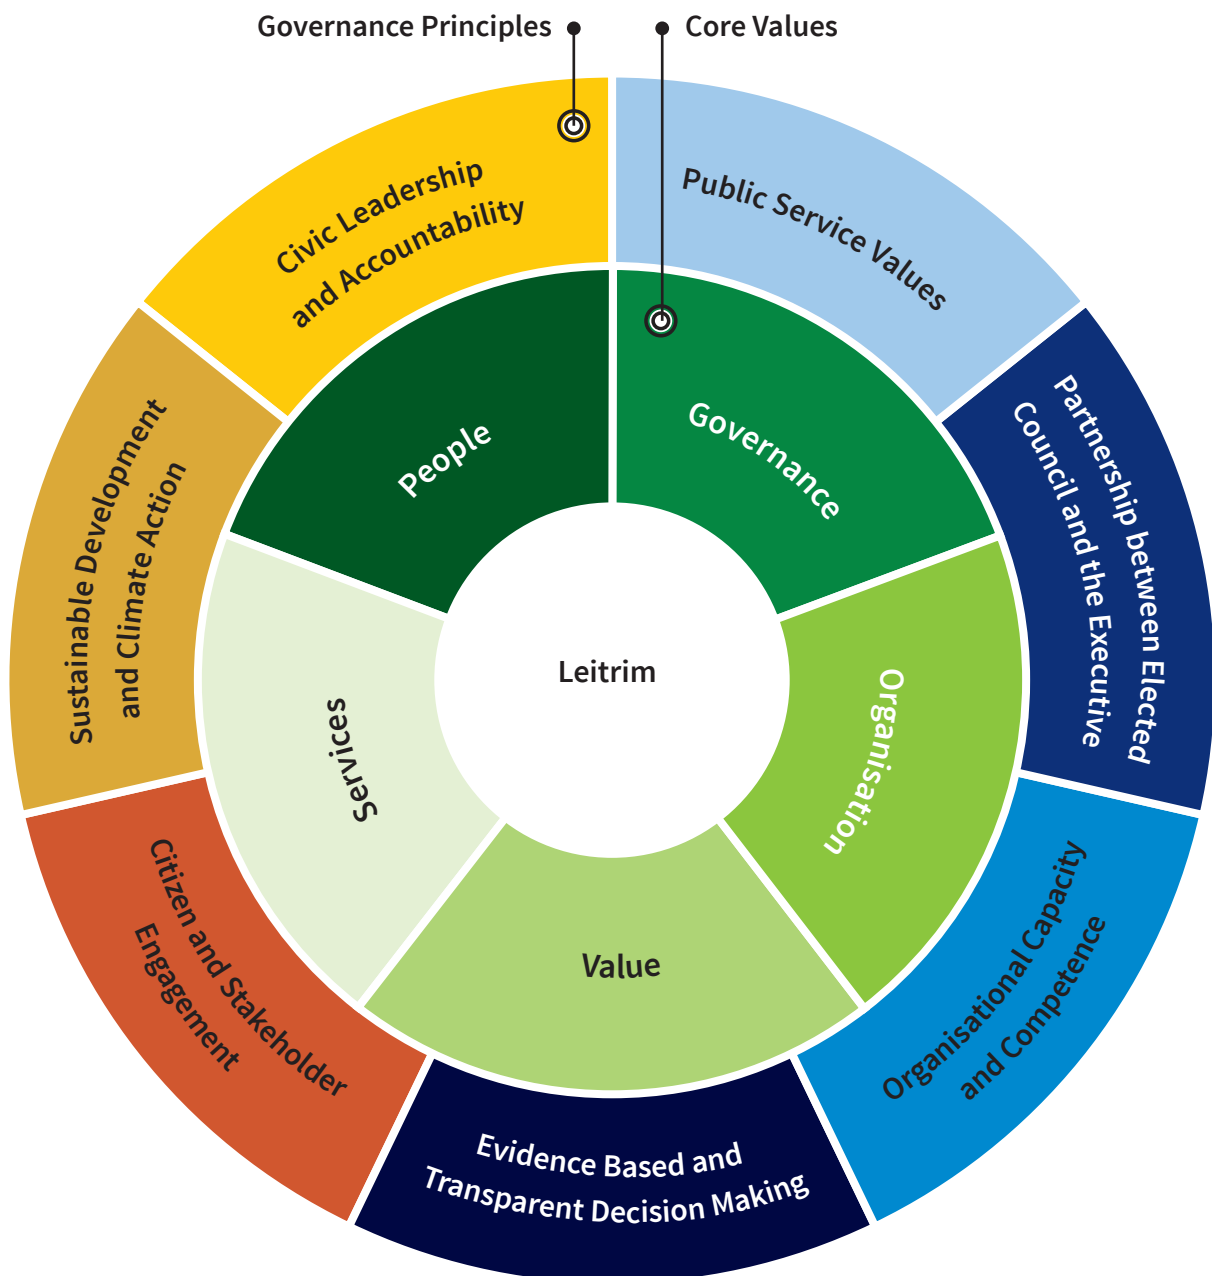 Governance Principles
Core Values
Public Service Values
Partnership between Elected
Council and the Executive
Organisational Capacity
and Competence
Evidence Based and
Transparent Decision Making
Citizen and Stakeholder
Engagement
Sustainable Development
and Climate Action
Civic Leadership
and Accountability
Governance
Organisation
Value
Services
People
Leitrim